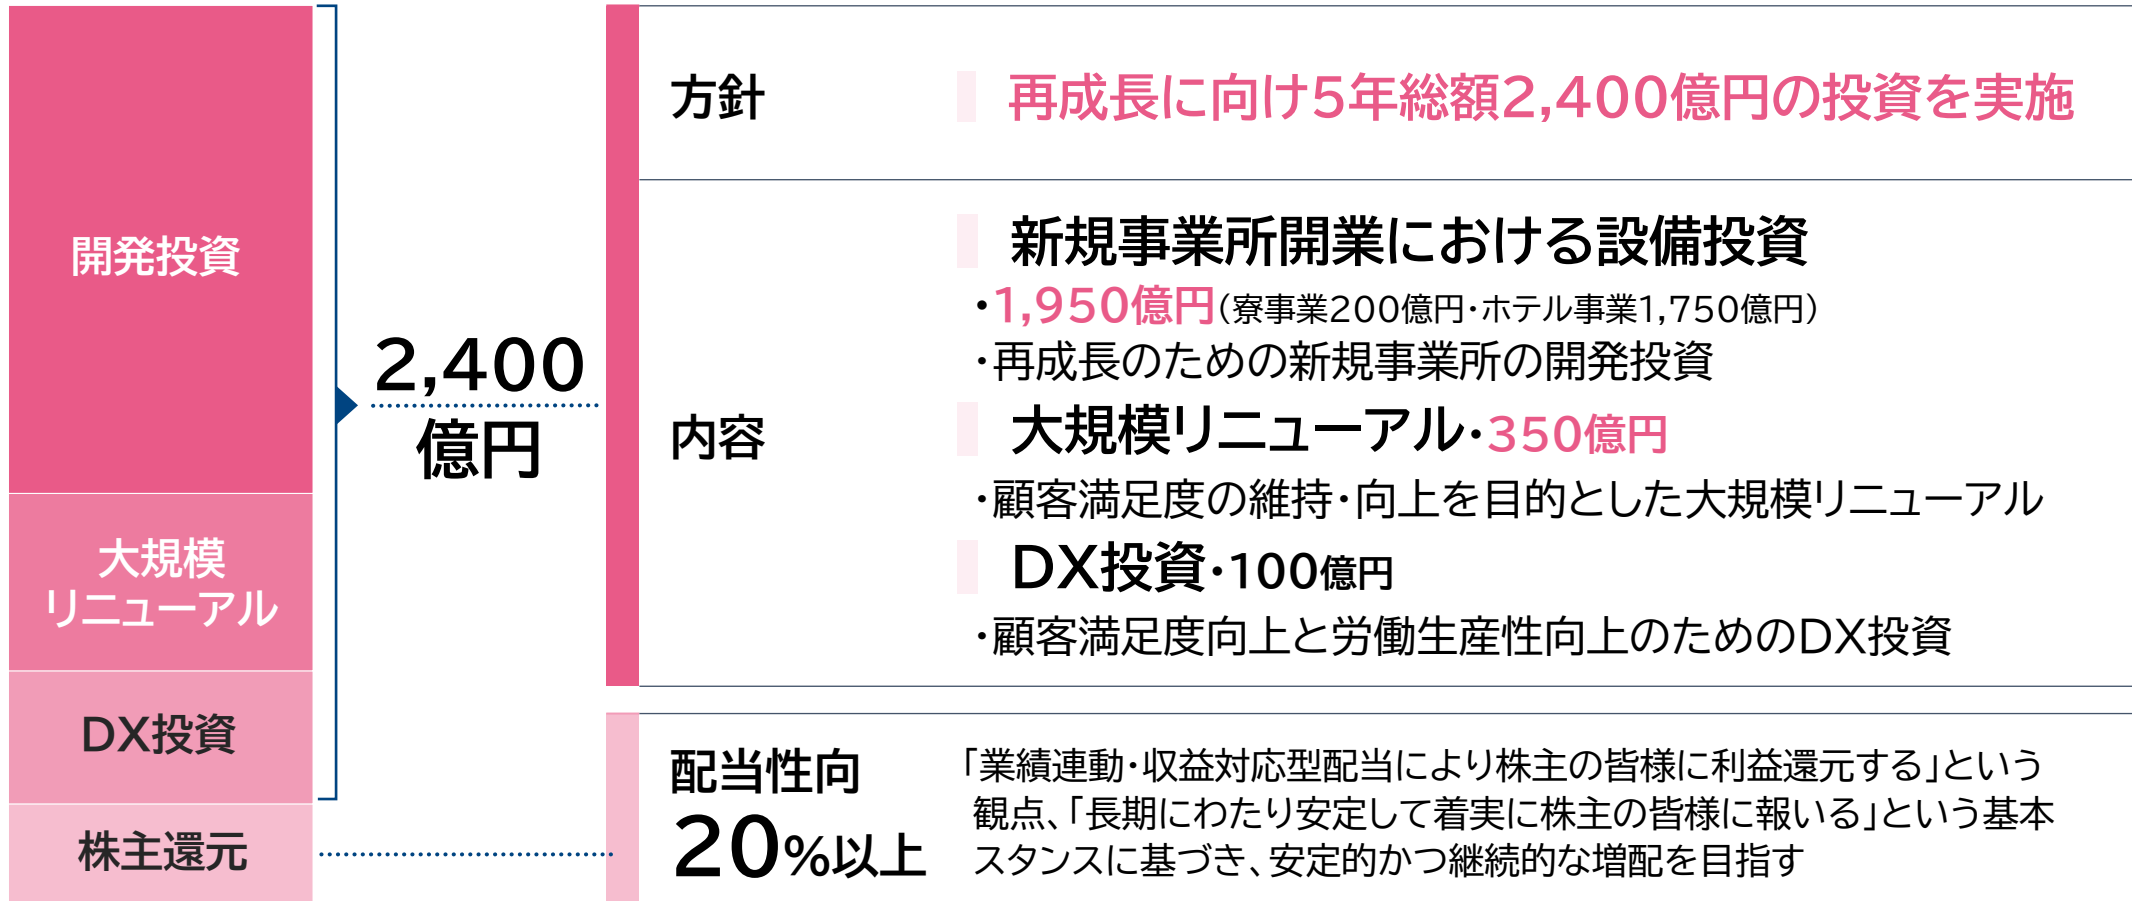 開発投資
大規模
リニューアル
DX投資
株主還元
2,400
億円
方針
再成長に向け5年総額2,400億円の投資を実施
内容
新規事業所開業における設備投資
・1,950億円(寮事業200億円・ホテル事業1,750億円)
・再成長のための新規事業所の開発投資
大規模リニューアル・350億円
・顧客満足度の維持・向上を目的とした大規模リニューアル
DX投資・100億円
・顧客満足度向上と労働生産性向上のためのDX投資
配当性向
20%以上
「業績連動・収益対応型配当により株主の皆様に利益還元する」という
観点、「長期にわたり安定して着実に株主の皆様に報いる」という基本
スタンスに基づき、安定的かつ継続的な増配を目指す